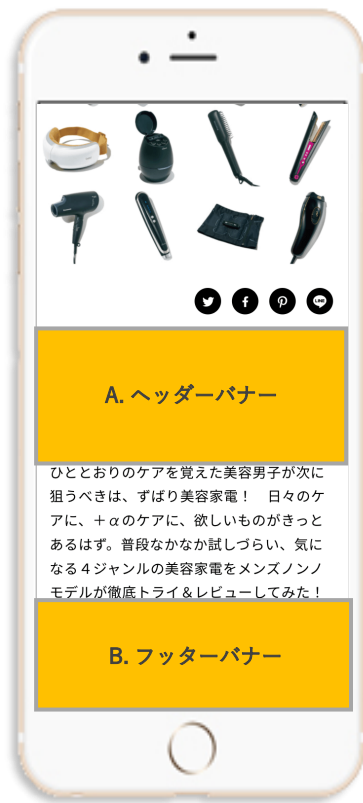 LINE
A. ヘッダーバナー
ひととおりのケアを覚えた美容男子が次に
狙うべきは、ずばり美容家電！　日々のケ
アに、＋αのケアに、欲しいものがきっと
あるはず。普段なかなか試しづらい、気に
なる４ジャンルの美容家電をメンズノンノ
モデルが徹底トライ＆レビューしてみた！
B. フッターバナー